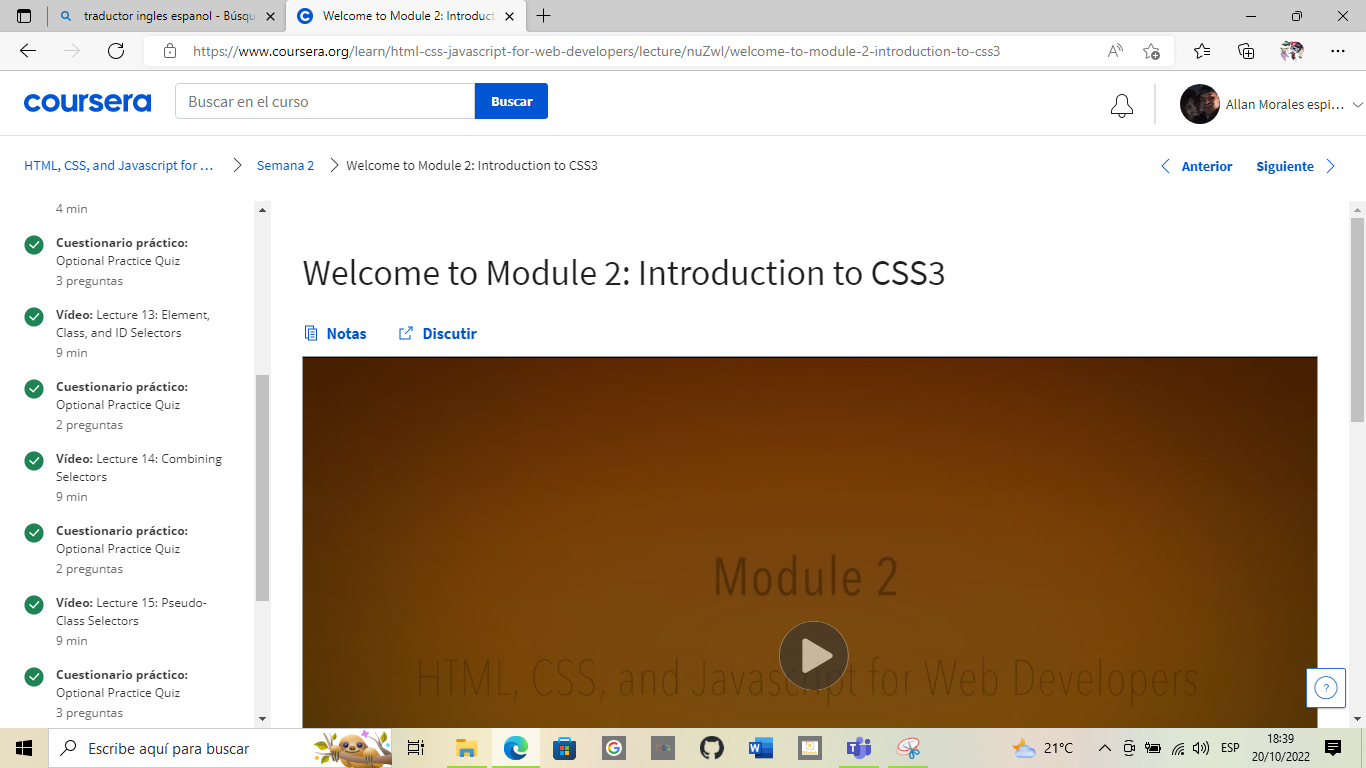 traductor ingles espanol - Búsqu
Welcome to Module 2: Introduct
https://www.coursera.org/learn/html-css-javascript-for-web-developers/lecture/nuZwl/welcome-to-module-2-introduction-to-css3
coursera
Buscar en el curso
Buscar
Allan Morales espi...
HTML, CSS, and Javascript for ...
Semana 2
Welcome to Module 2: Introduction to CSS3
Anterior
Siguiente
4 min
Cuestionario práctico:
Optional Practice Quiz
3 preguntas
Vídeo: Lecture 13: Element,
Class, and ID Selectors
9 min
Cuestionario práctico:
Optional Practice Quiz
2 preguntas
Vídeo: Lecture 14: Combining
Selectors
9 min
Cuestionario práctico:
Optional Practice Quiz
2 preguntas
Vídeo: Lecture 15: Pseudo-
Class Selectors
9 min
Cuestionario práctico:
Optional Practice Quiz
3 preguntas
Welcome to Module 2: Introduction to CSS3
Notas
Discutir
Module 2
HTML, CSS, and Javascript for Web Developers
?
Escribe aquí para buscar
21°C
ESP
18:39
20/10/2022